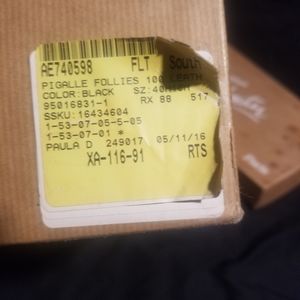 AE740598 FLT South
PIGALLE FOLLIES 100 LEATH
COLOR:BLACK SZ:40
95016831-1 RX 88 517
SSKU:16434604
1-53-07-05-5-05
1-53-07-01 *
PAULA D 249017 05/11/16
XA-116-91 RTS